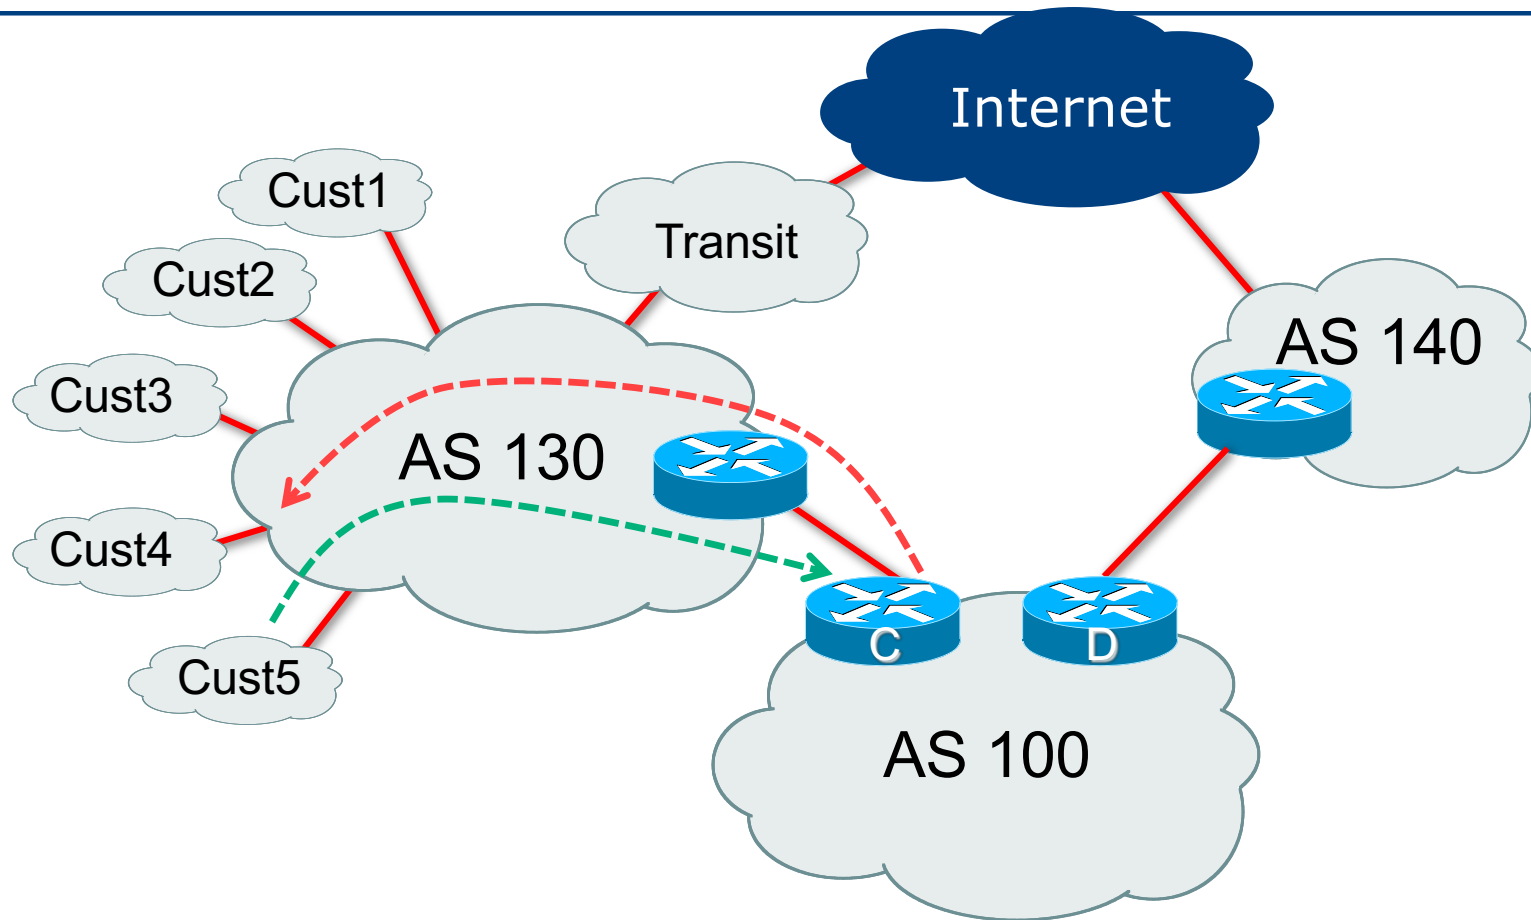 Internet
Cust1
Transit
Cust2
AS 140
Cust3
AS 130
Cust4
C
D
Cust5
AS 100